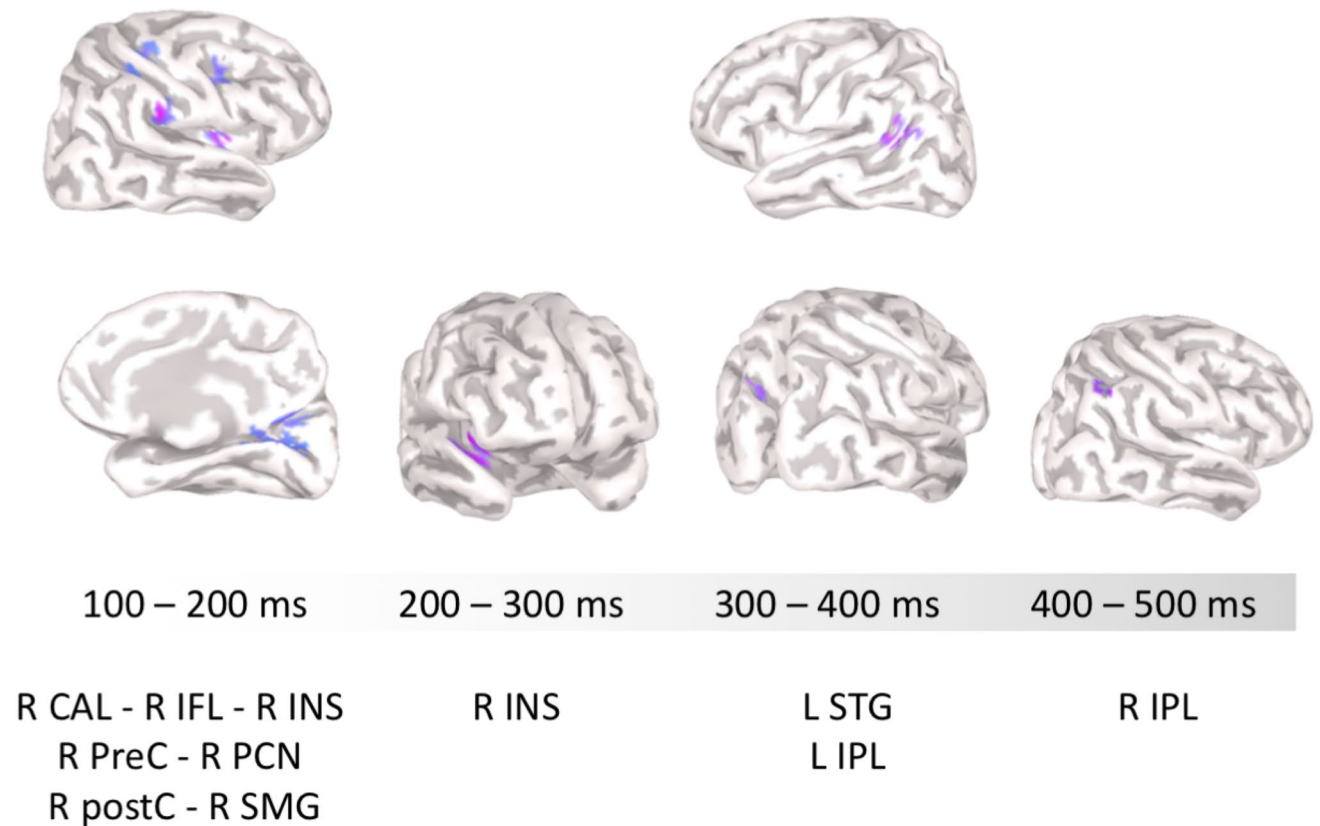 100 – 200 ms
200 – 300 ms
300 – 400 ms
400 – 500 ms
R CAL - R IFL - R INS
R PreC - R PCN
R postC - R SMG
R INS
L STG
L IPL
R IPL